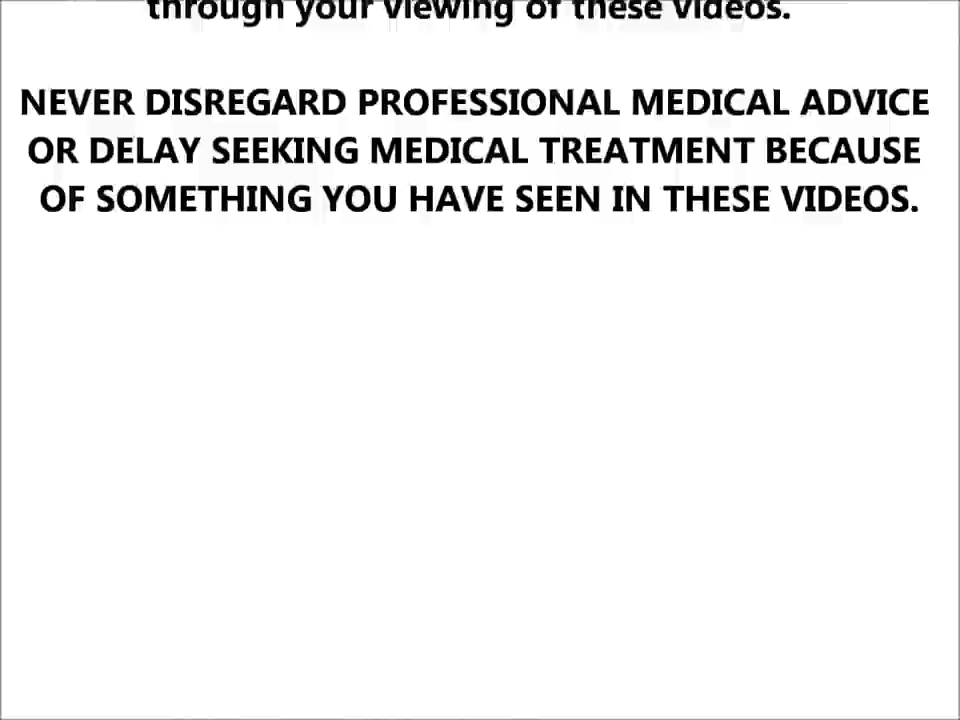 through your viewing of these videos.
NEVER DISREGARD PROFESSIONAL MEDICAL ADVICE
OR DELAY SEEKING MEDICAL TREATMENT BECAUSE
OF SOMETHING YOU HAVE SEEN IN THESE VIDEOS.